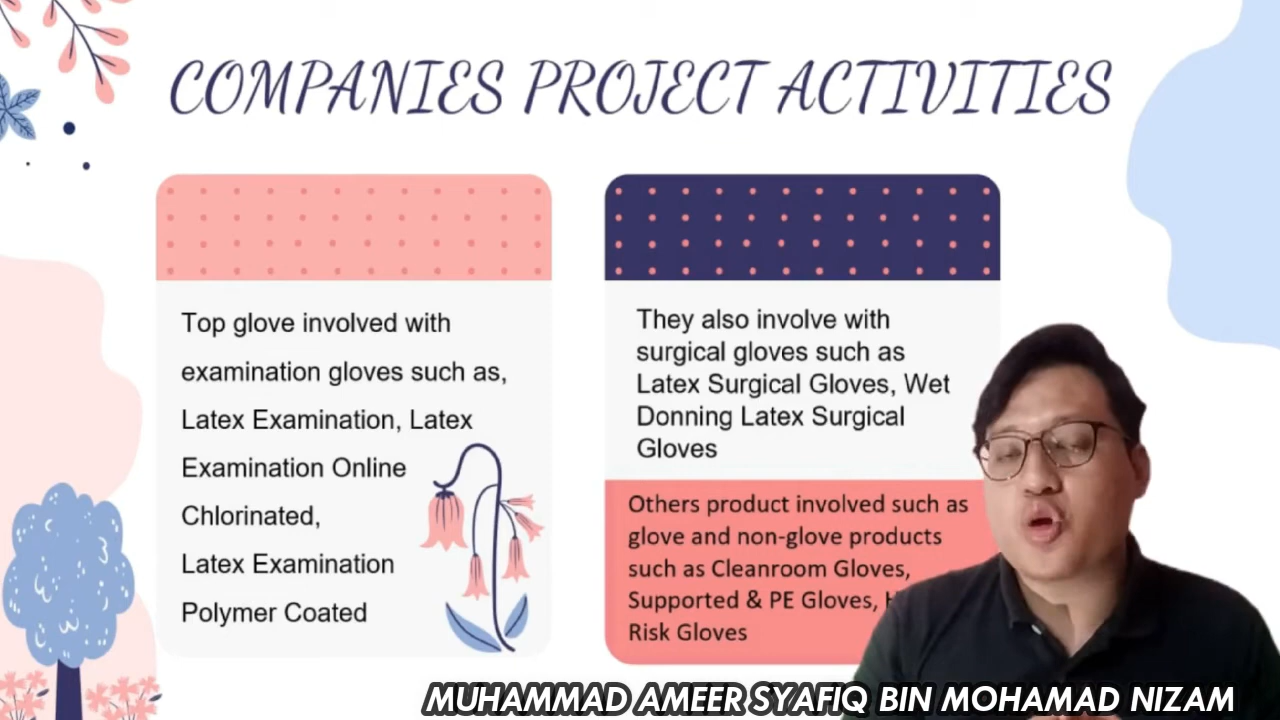 COMPANIES PROJECT ACTIVITIES
Top glove involved with
examination gloves such as,
Latex Examination, Latex
Examination Online
Chlorinated,
Latex Examination
Polymer Coated
They also involve with
surgical gloves such as
Latex Surgical Gloves, Wet
Donning Latex Surgical
Gloves
Others product involved such as
glove and non-glove products
such as Cleanroom Gloves,
Supported & PE Gloves,
Risk Gloves
MUHAMMAD AMEER SYAFIQ BIN MOHAMAD NIZAM